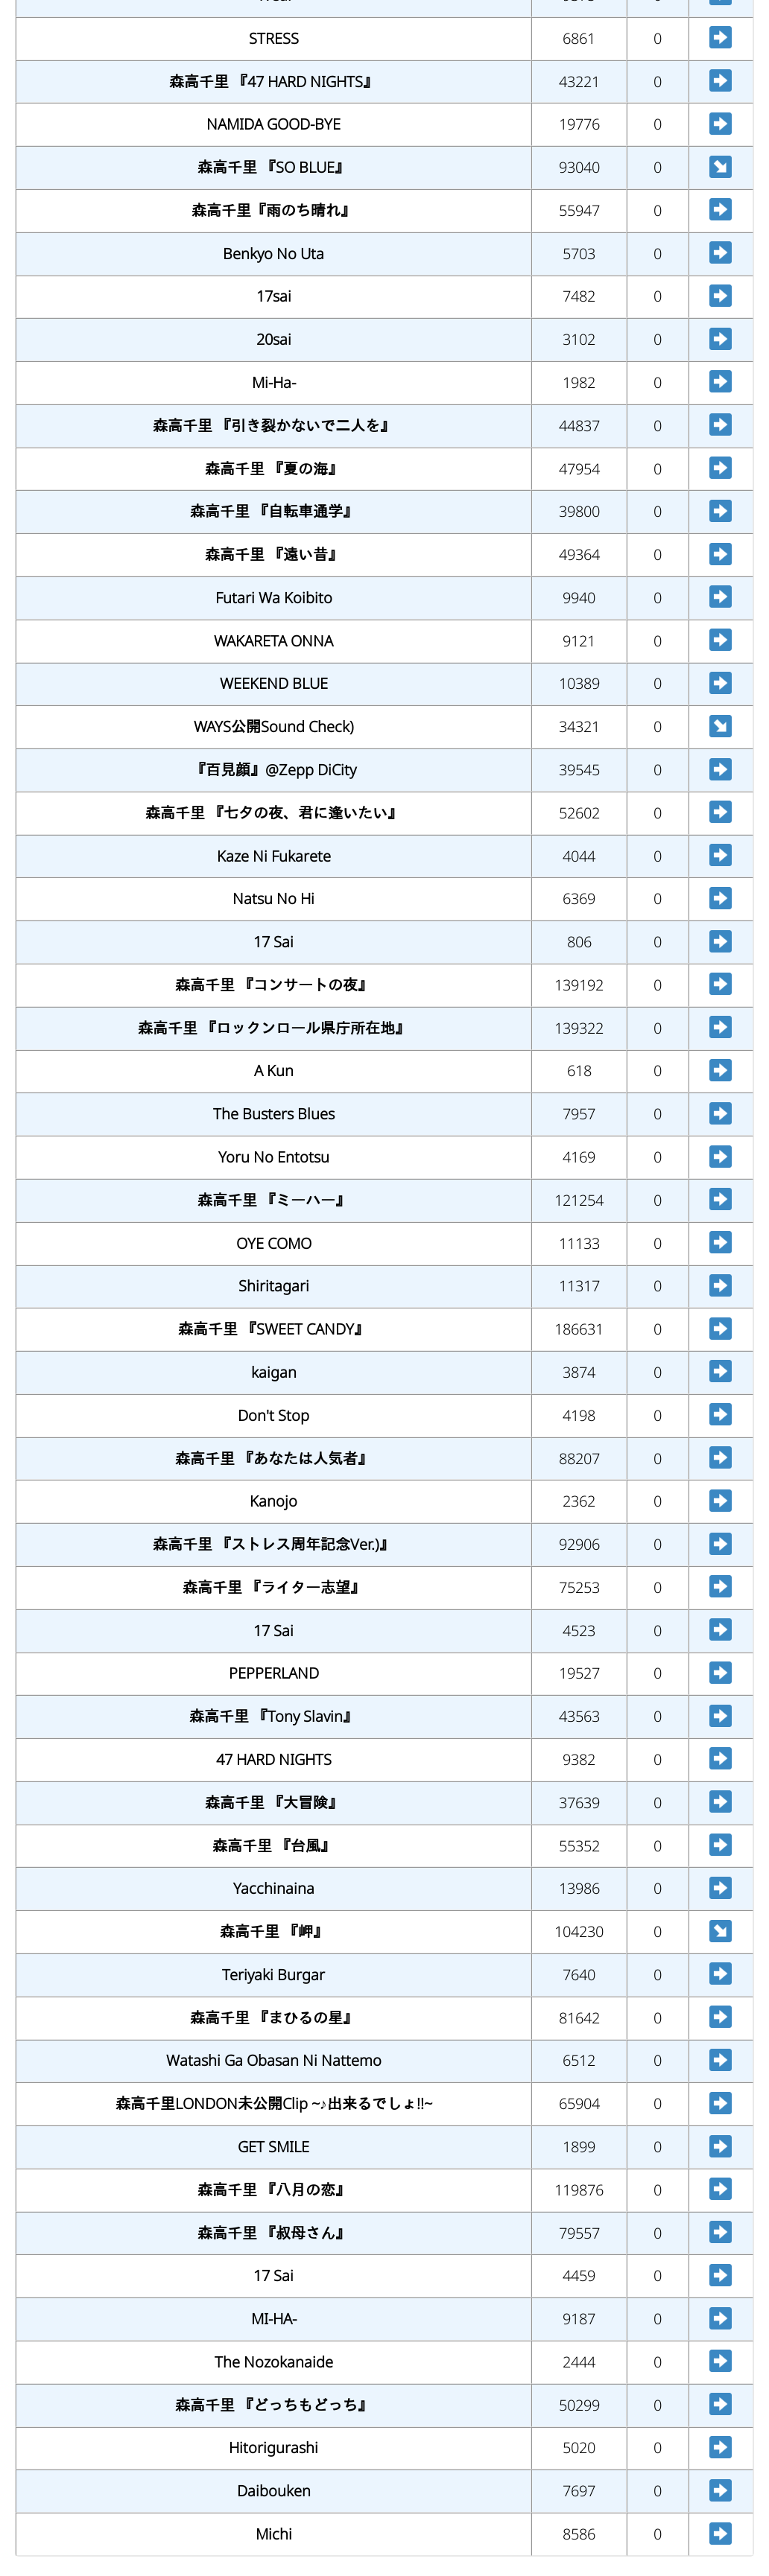 STRESS 6861 0
森高千里 『47 HARD NIGHTS』 43221 0
NAMIDA GOOD-BYE 19776 0
森高千里 『SO BLUE』 93040 0
森高千里『雨のち晴れ』 55947 0
Benkyo No Uta 5703 0
17sai 7482 0
20sai 3102 0
Mi-Ha- 1982 0
森高千里 『引き裂かないで二人を』 44837 0
森高千里 『夏の海』 47954 0
森高千里 『自転車通学』 39800 0
森高千里 『遠い昔』 49364 0
Futari Wa Koibito 9940 0
WAKARETA ONNA 9121 0
WEEKEND BLUE 10389 0
WAYS公開Sound Check) 34321 0
『百見顔』@Zepp DiCity 39545 0
森高千里 『七夕の夜、君に逢いたい』 52602 0
Kaze Ni Fukarete 4044 0
Natsu No Hi 6369 0
17 Sai 806 0
森高千里 『コンサートの夜』 139192 0
森高千里 『ロックンロール県庁所在地』 139322 0
A Kun 618 0
The Busters Blues 7957 0
Yoru No Entotsu 4169 0
森高千里 『ミーハー』 121254 0
OYE COMO 11133 0
Shiritagari 11317 0
森高千里 『SWEET CANDY』 186631 0
kaigan 3874 0
Don't Stop 4198 0
森高千里 『あなたは人気者』 88207 0
Kanojo 2362 0
森高千里 『ストレス周年記念Ver.)』 92906 0
森高千里 『ライター志望』 75253 0
17 Sai 4523 0
PEPPERLAND 19527 0
森高千里 『Tony Slavin』 43563 0
47 HARD NIGHTS 9382 0
森高千里 『大冒険』 37639 0
森高千里 『台風』 55352 0
Yacchinaina 13986 0
森高千里 『岬』 104230 0
Teriyaki Burgar 7640 0
森高千里 『まひるの星』 81642 0
Watashi Ga Obasan Ni Nattemo 6512 0
森高千里LONDON未公開Clip ~♪出来るでしょ!!~ 65904 0
GET SMILE 1899 0
森高千里 『八月の恋』 119876 0
森高千里 『叔母さん』 79557 0
17 Sai 4459 0
MI-HA- 9187 0
The Nozokanaide 2444 0
森高千里 『どっちもどっち』 50299 0
Hitorigurashi 5020 0
Daibouken 7697 0
Michi 8586 0